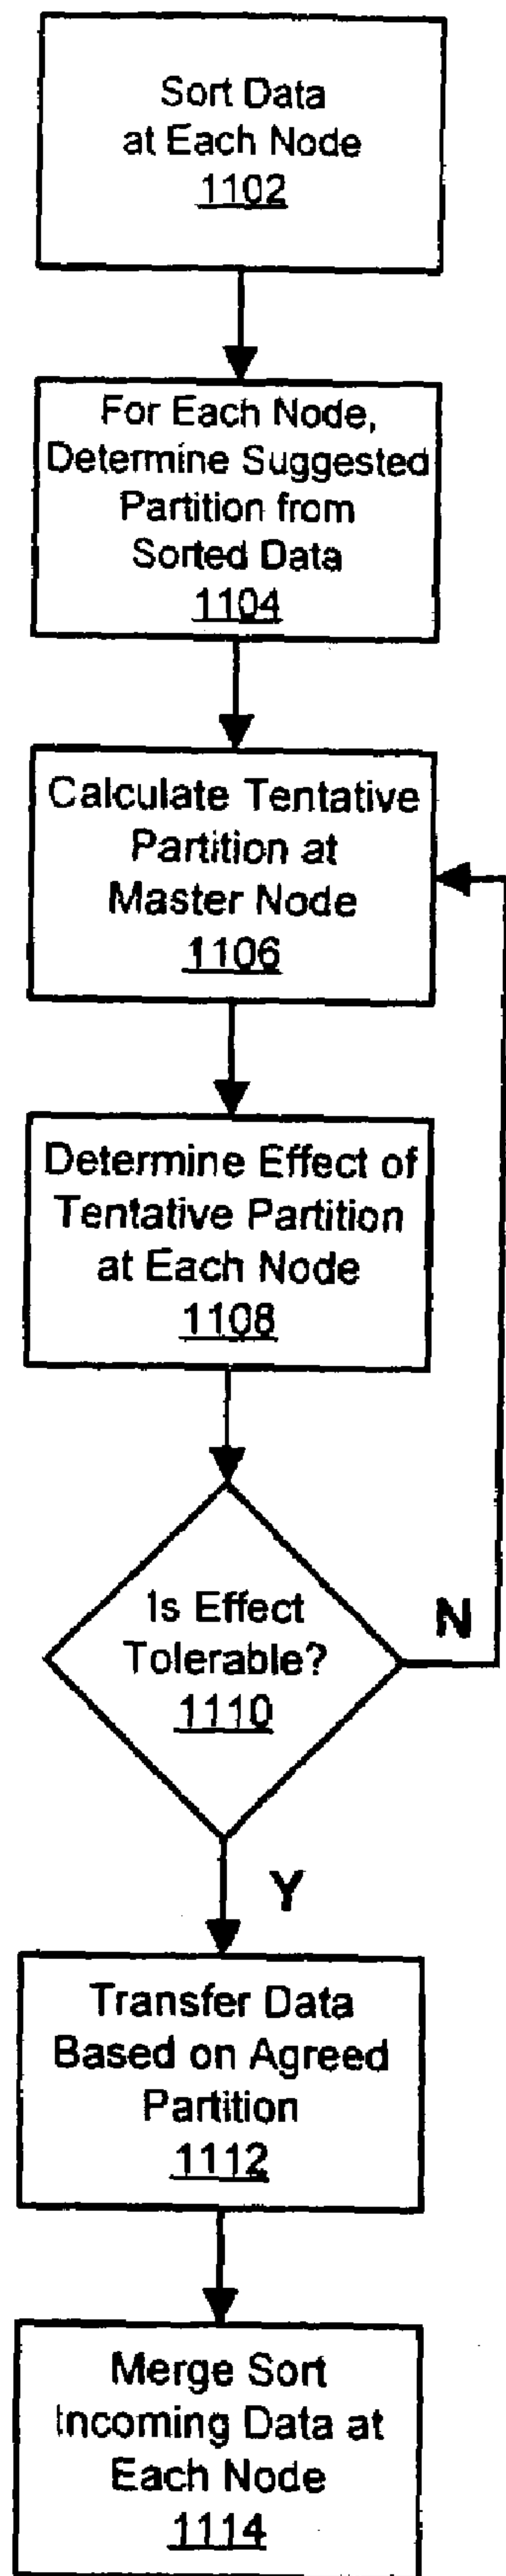 Sort Data
at Each Node
1102
For Each Node,
Determine Suggested
Partition from
Sorted Data
1104
Calculate Tentative
Partition at
Master Node
1106
Determine Effect of
Tentative Partition
at Each Node
1108
Is Effect
Tolerable?
1110
N
Y
Transfer Data
Based on Agreed
Partition
1112
Merge Sort
Incoming Data at
Each Node
1114